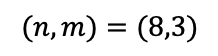 (n, m) = (8,3)